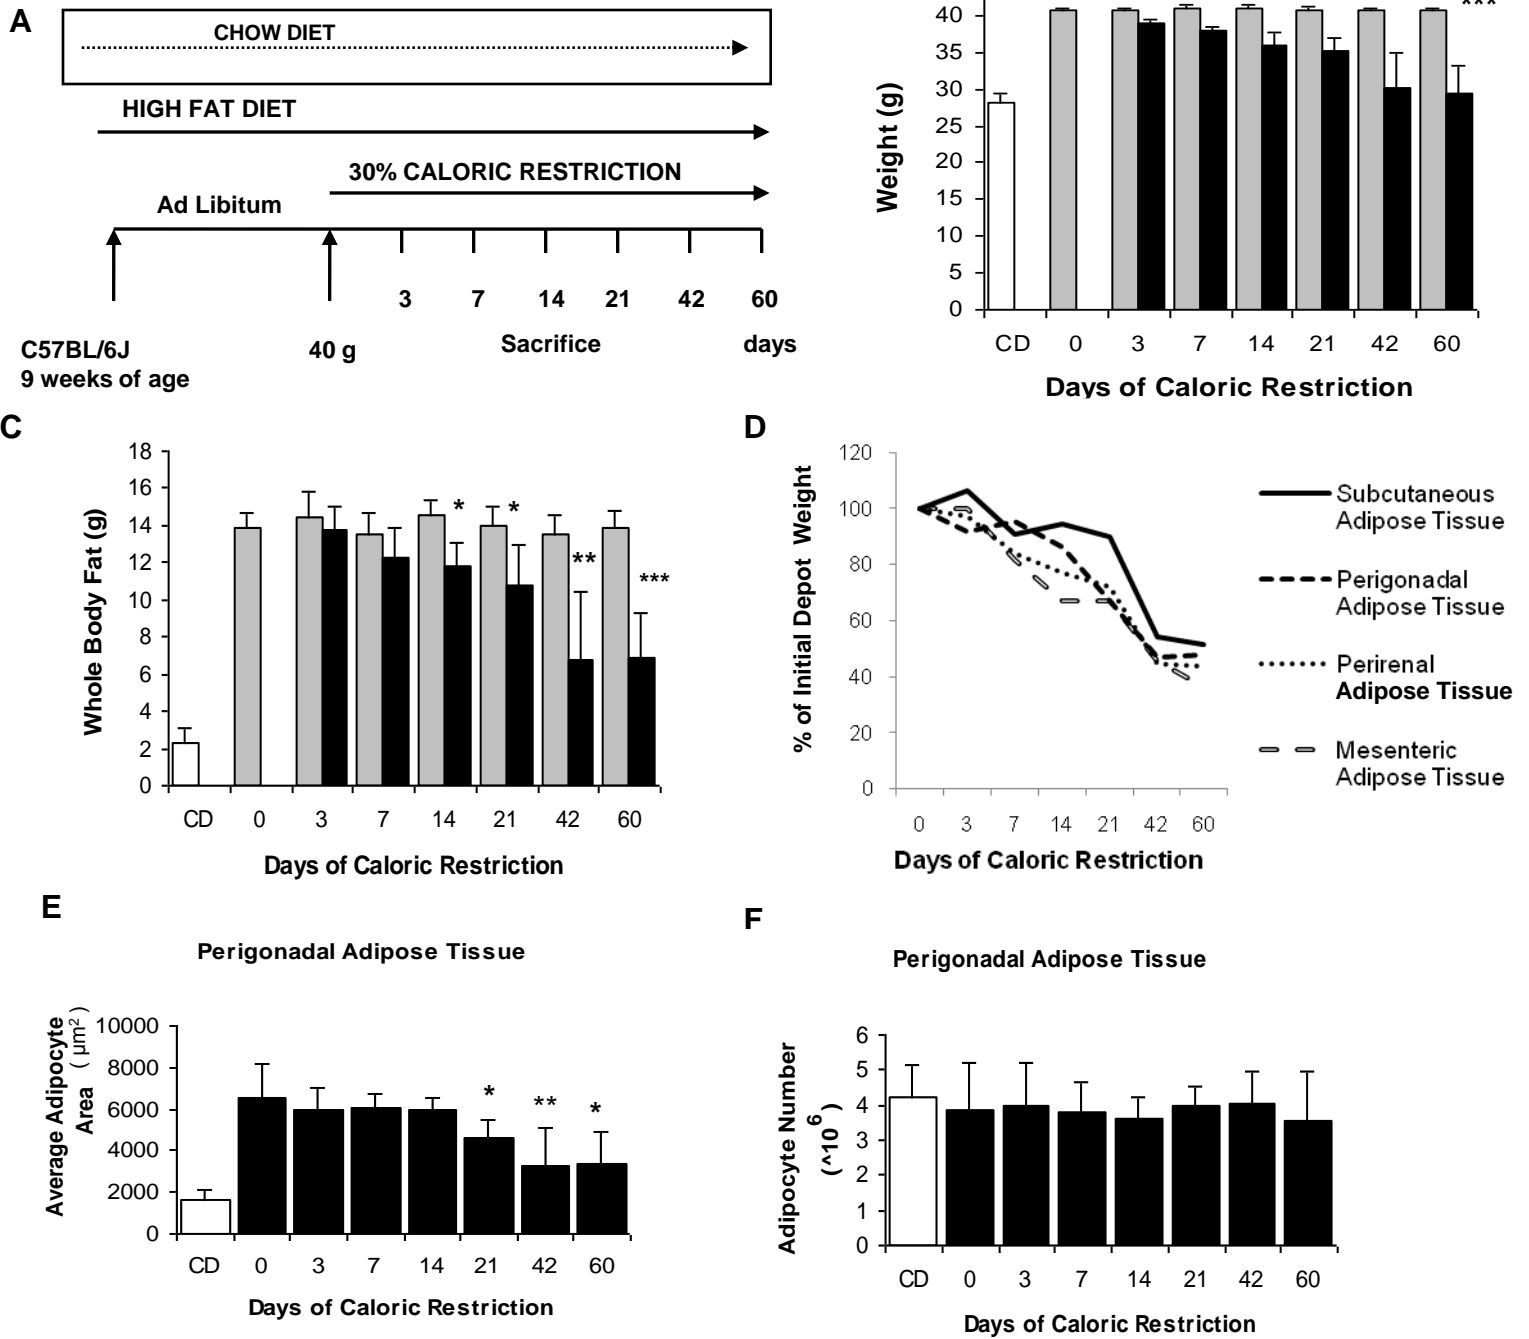 A
CHOW DIET
HIGH FAT DIET
30% CALORIC RESTRICTION
Ad Libitum
3 7 14 21 42 60
Sacrifice days
C57BL/6J
9 weeks of age
40 g
***
Weight (g)
40
35
30
25
20
15
10
5
0
CD 0 3 7 14 21 42 60
Days of Caloric Restriction
C
Whole Body Fat (g)
18
16
14
12
10
8
6
4
2
0
* * ** ***
CD 0 3 7 14 21 42 60
Days of Caloric Restriction
D
% of Initial Depot Weight
120
100
80
60
40
20
0
0 3 7 14 21 42 60
Days of Caloric Restriction
Subcutaneous
Adipose Tissue
Perigonadal
Adipose Tissue
Perirenal
Adipose Tissue
Mesenteric
Adipose Tissue
E
Perigonadal Adipose Tissue
Average Adipocyte
Area ( µm² )
10000
8000
6000
4000
2000
0
* ** *
CD 0 3 7 14 21 42 60
Days of Caloric Restriction
F
Perigonadal Adipose Tissue
Adipocyte Number
(^10⁶ )
6
5
4
3
2
1
0
CD 0 3 7 14 21 42 60
Days of Caloric Restriction